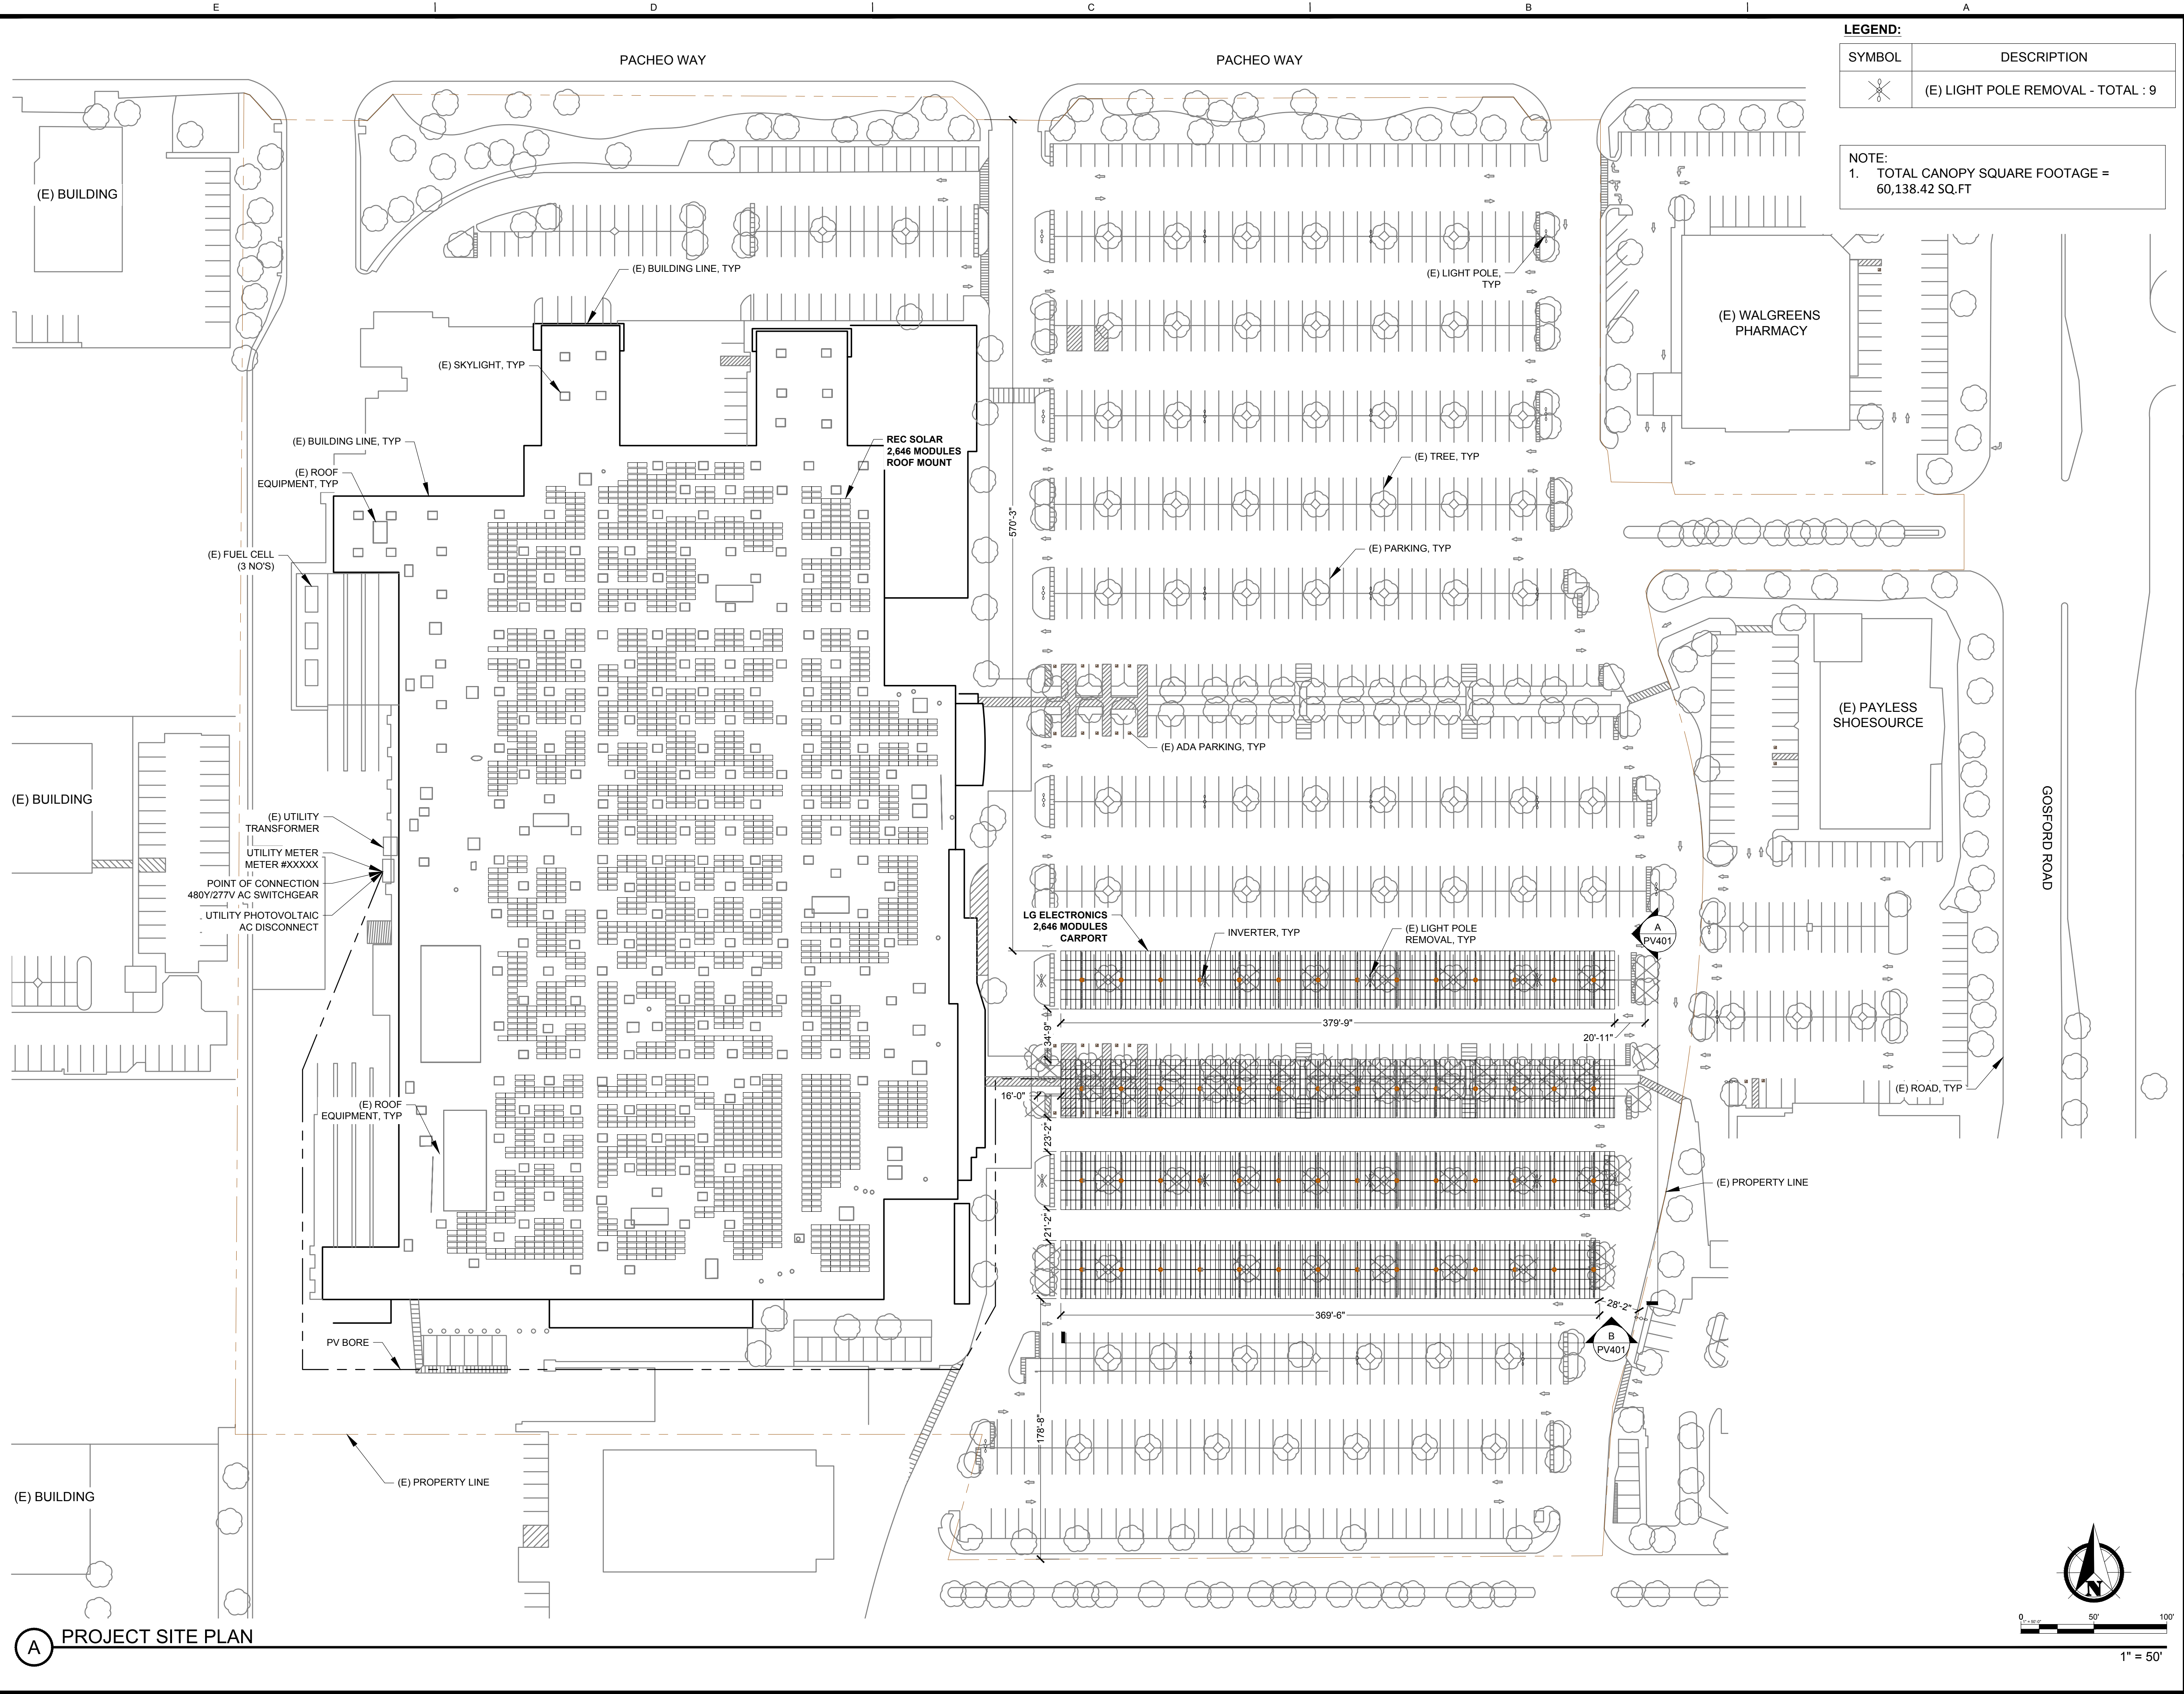 E
D
C
B
A
LEGEND:
SYMBOL
DESCRIPTION
(E) LIGHT POLE REMOVAL - TOTAL : 9
NOTE:
1. TOTAL CANOPY SQUARE FOOTAGE =
60,138.42 SQ.FT
PACHEO WAY
PACHEO WAY
(E) BUILDING
(E) BUILDING LINE, TYP
(E) LIGHT POLE,
TYP
(E) WALGREENS
PHARMACY
(E) SKYLIGHT, TYP
(E) BUILDING LINE, TYP
REC SOLAR
2,646 MODULES
ROOF MOUNT
(E) ROOF
EQUIPMENT, TYP
(E) TREE, TYP
570'-3"
(E) FUEL CELL
(3 NO'S)
(E) PARKING, TYP
(E) PAYLESS
SHOESOURCE
(E) ADA PARKING, TYP
(E) BUILDING
GOSFORD ROAD
(E) UTILITY
TRANSFORMER
UTILITY METER
METER #XXXXX
POINT OF CONNECTION
480Y/277V AC SWITCHGEAR
UTILITY PHOTOVOLTAIC
AC DISCONNECT
LG ELECTRONICS
2,646 MODULES
CARPORT
INVERTER, TYP
(E) LIGHT POLE
REMOVAL, TYP
A
PV401
379'-9"
20'-11"
34'-9"
16'-0"
(E) ROAD, TYP
(E) ROOF
EQUIPMENT, TYP
23'-2"
(E) PROPERTY LINE
21'-2"
369'-6"
28'-2"
B
PV401
PV BORE
178'-8"
(E) PROPERTY LINE
(E) BUILDING
N
0 50' 100'
1" = 50'-0"
A
PROJECT SITE PLAN
1" = 50'